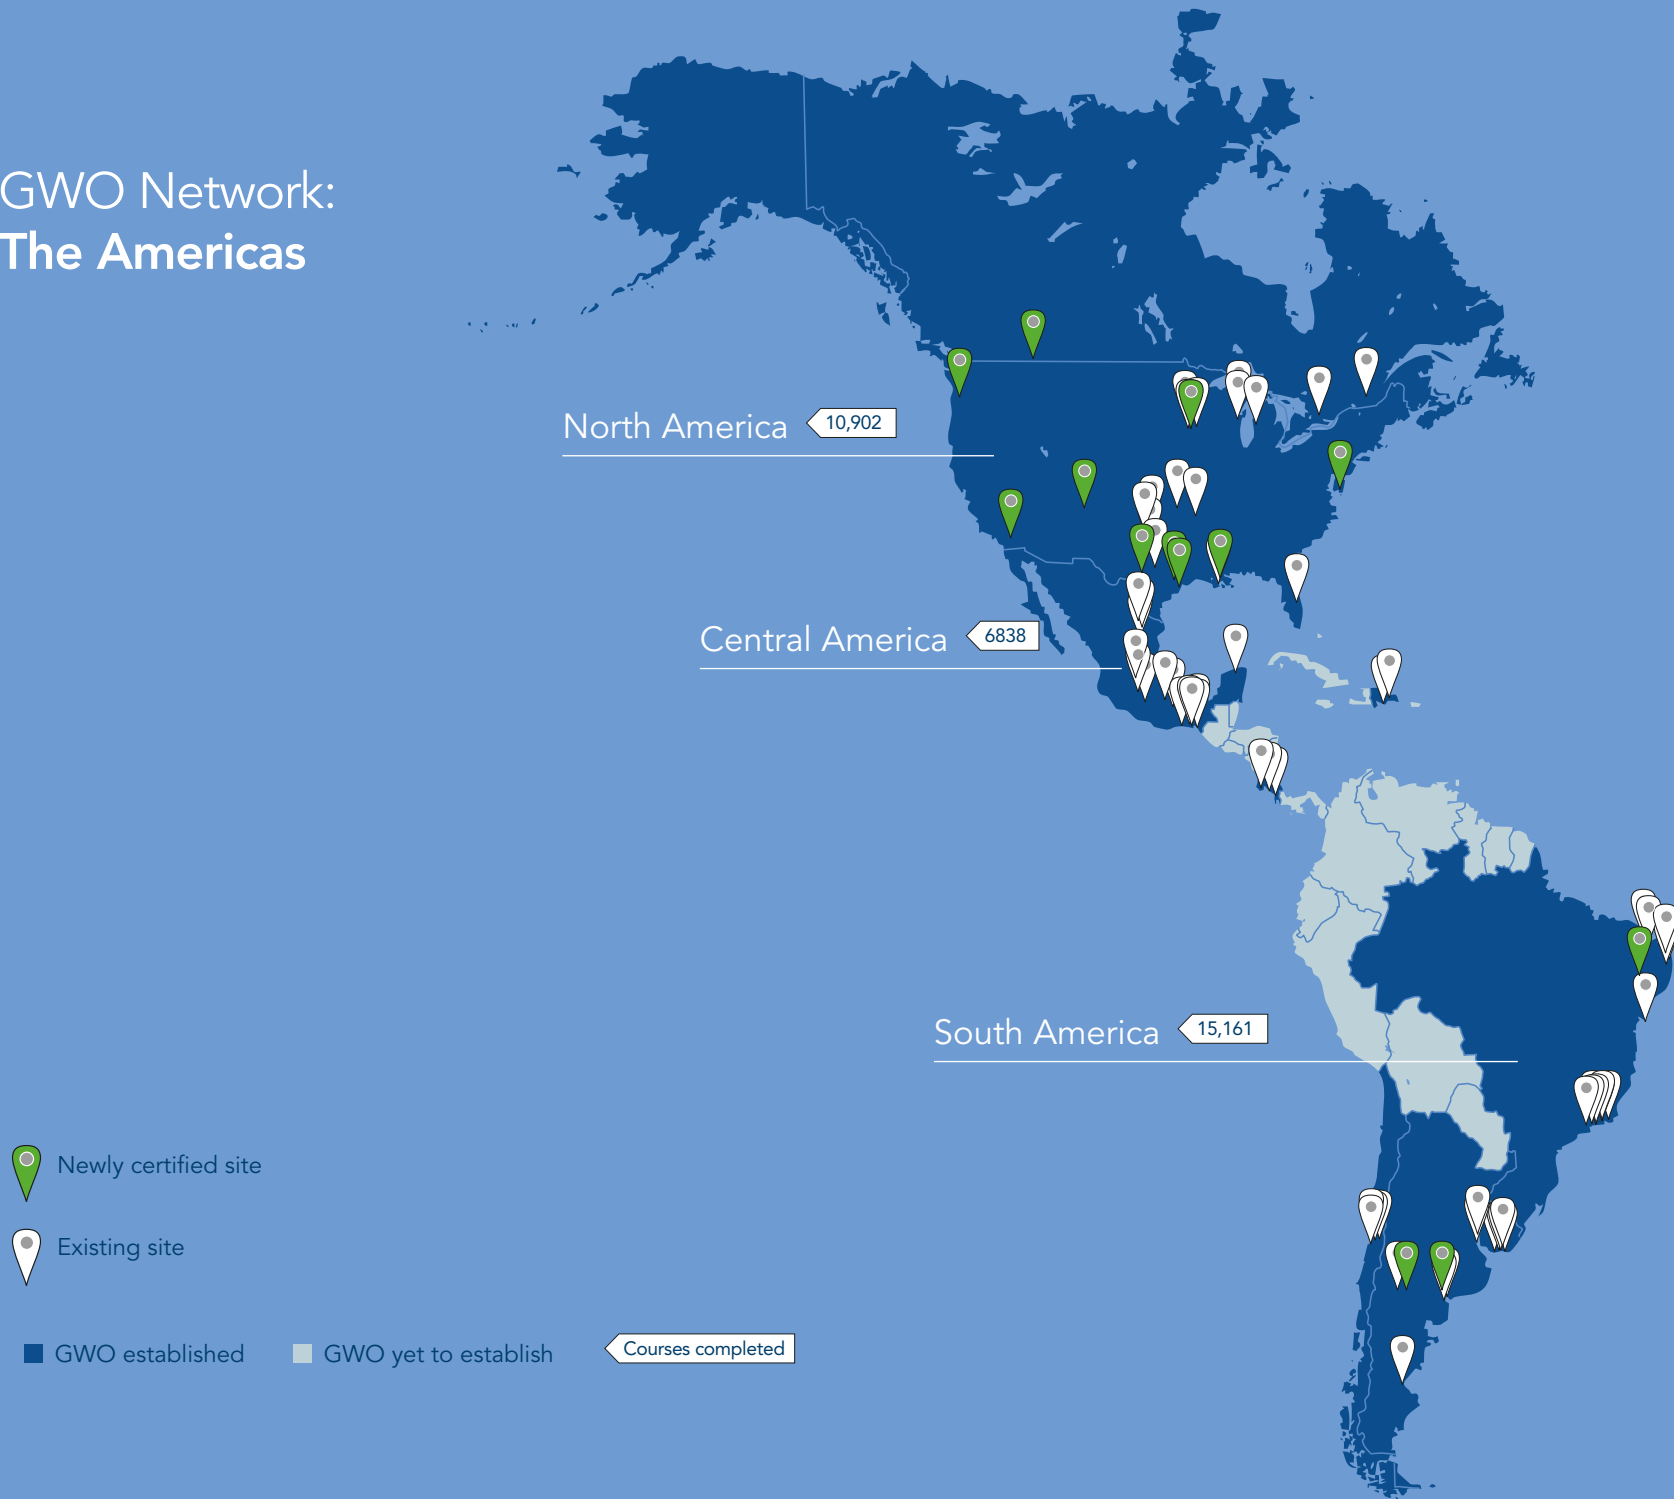 GWO Network:
The Americas
North America 10,902
Central America 6838
South America 15,161
Newly certified site
Existing site
GWO established GWO yet to establish Courses completed